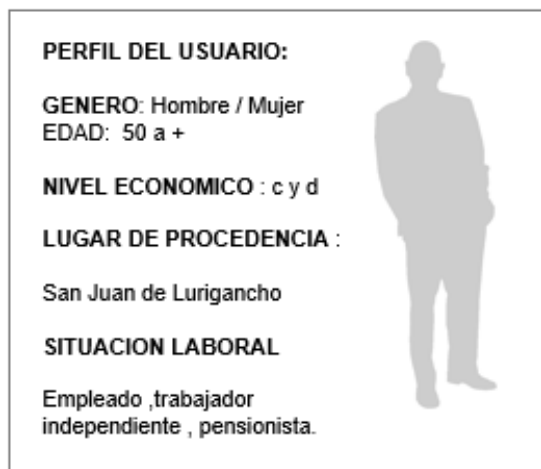 PERFIL DEL USUARIO:
GENERO: Hombre / Mujer
EDAD: 50 a +
NIVEL ECONOMICO : c y d
LUGAR DE PROCEDENCIA :
San Juan de Lurigancho
SITUACION LABORAL
Empleado ,trabajador
independiente , pensionista.